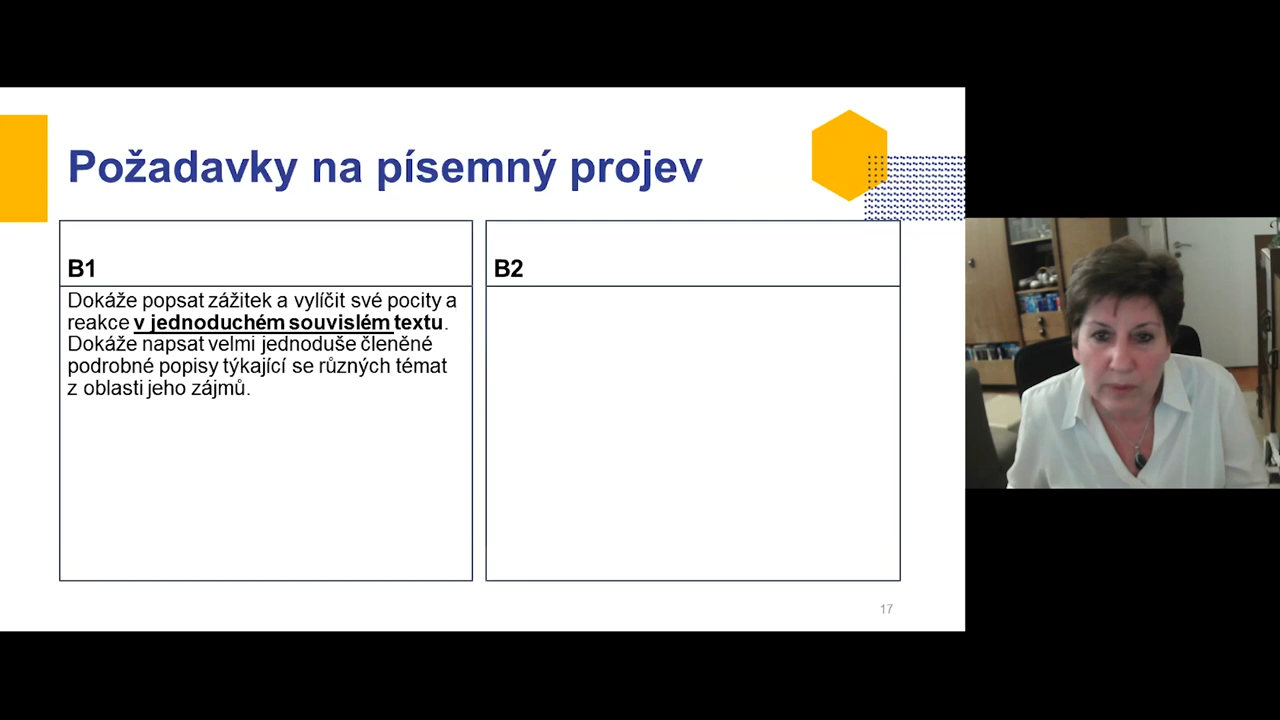 Požadavky na písemný projev
B1
Dokáže popsat zážitek a vylíčit své pocity a
reakce v jednoduchém souvislém textu.
Dokáže napsat velmi jednoduše členěné
podrobné popisy týkající se různých témat
z oblasti jeho zájmů.
B2
17